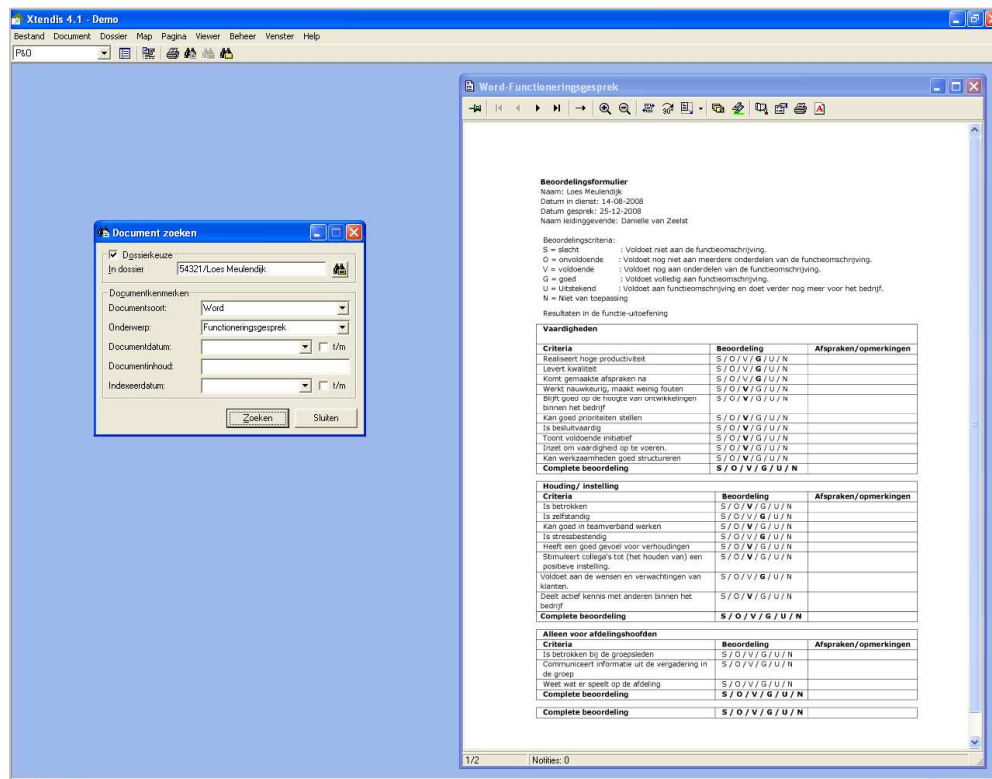 Xtendis 4.1 - Demo
Bestand Document Dossier Map Pagina Viewer Beheer Venster Help
P&O
Document zoeken
Dossierkeuze
In dossier 54321/Loes Meulendijk
Documentkenmerken
Documentsoort: Word
Onderwerp: Functioneringsgesprek
Documentdatum: t/m
Documentinhoud:
Indexeerdatum: t/m
Zoeken Sluiten
Word-Functioneringsgesprek
90°
Beoordelingsformulier
Naam: Loes Meulendijk
Datum in dienst: 14-08-2008
Datum gesprek: 25-12-2008
Naam leidinggevende: Danielle van Zeelst
Beoordelingscriteria:
S = slecht : Voldoet niet aan de functieomschrijving.
O = onvoldoende : Voldoet nog niet aan meerdere onderdelen van de functieomschrijving.
V = voldoende : Voldoet nog aan onderdelen van de functieomschrijving.
G = goed : Voldoet volledig aan functieomschrijving.
U = Uitstekend : Voldoet aan functieomschrijving en doet verder nog meer voor het bedrijf.
N = Niet van toepassing
Resultaten in de functie-uitoefening
Vaardigheden
Criteria Beoordeling Afspraken/opmerkingen
Realiseert hoge productiviteit S / O / V / G / U / N
Levert kwaliteit S / O / V / G / U / N
Komt gemaakte afspraken na S / O / V / G / U / N
Werkt nauwkeurig, maakt weinig fouten S / O / V / G / U / N
Blijft goed op de hoogte van ontwikkelingen S / O / V / G / U / N
binnen het bedrijf
Kan goed prioriteiten stellen S / O / V / G / U / N
Is besluitvaardig S / O / V / G / U / N
Toont voldoende initiatief S / O / V / G / U / N
Inzet om vaardigheid op te voeren. S / O / V / G / U / N
Kan werkzaamheden goed structureren S / O / V / G / U / N
Complete beoordeling S / O / V / G / U / N
Houding/ instelling
Criteria Beoordeling Afspraken/opmerkingen
Is betrokken S / O / V / G / U / N
Is zelfstandig S / O / V / G / U / N
Kan goed in teamverband werken S / O / V / G / U / N
Is stressbestendig S / O / V / G / U / N
Heeft een goed gevoel voor verhoudingen S / O / V / G / U / N
Stimuleert collega's tot (het houden van) een S / O / V / G / U / N
positieve instelling.
Voldoet aan de wensen en verwachtingen van S / O / V / G / U / N
klanten.
Deelt actief kennis met anderen binnen het S / O / V / G / U / N
bedrijf
Complete beoordeling S / O / V / G / U / N
Alleen voor afdelingshoofden
Criteria Beoordeling Afspraken/opmerkingen
Is betrokken bij de groepsleden S / O / V / G / U / N
Communiceert informatie uit de vergadering in S / O / V / G / U / N
de groep
Weet wat er speelt op de afdeling S / O / V / G / U / N
Complete beoordeling S / O / V / G / U / N
Complete beoordeling S / O / V / G / U / N
1/2 Notities: 0